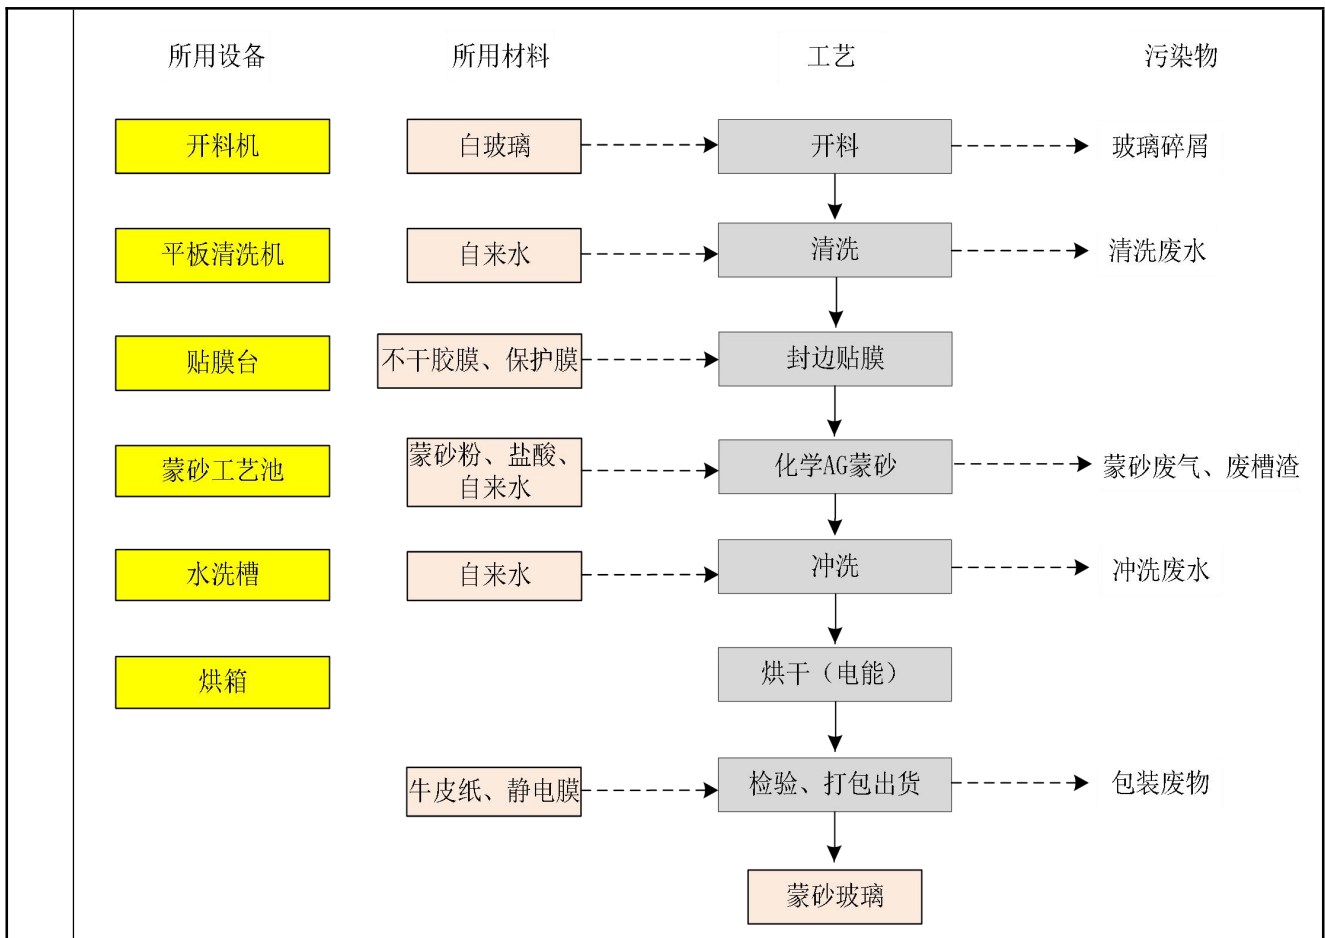 所用设备
所用材料
工艺
污染物
开料机
白玻璃
开料
玻璃碎屑
平板清洗机
自来水
清洗
清洗废水
贴膜台
不干胶膜、保护膜
封边贴膜
蒙砂工艺池
蒙砂粉、盐酸、
自来水
化学AG蒙砂
蒙砂废气、废槽渣
水洗槽
自来水
冲洗
冲洗废水
烘箱
烘干（电能）
牛皮纸、静电膜
检验、打包出货
包装废物
蒙砂玻璃